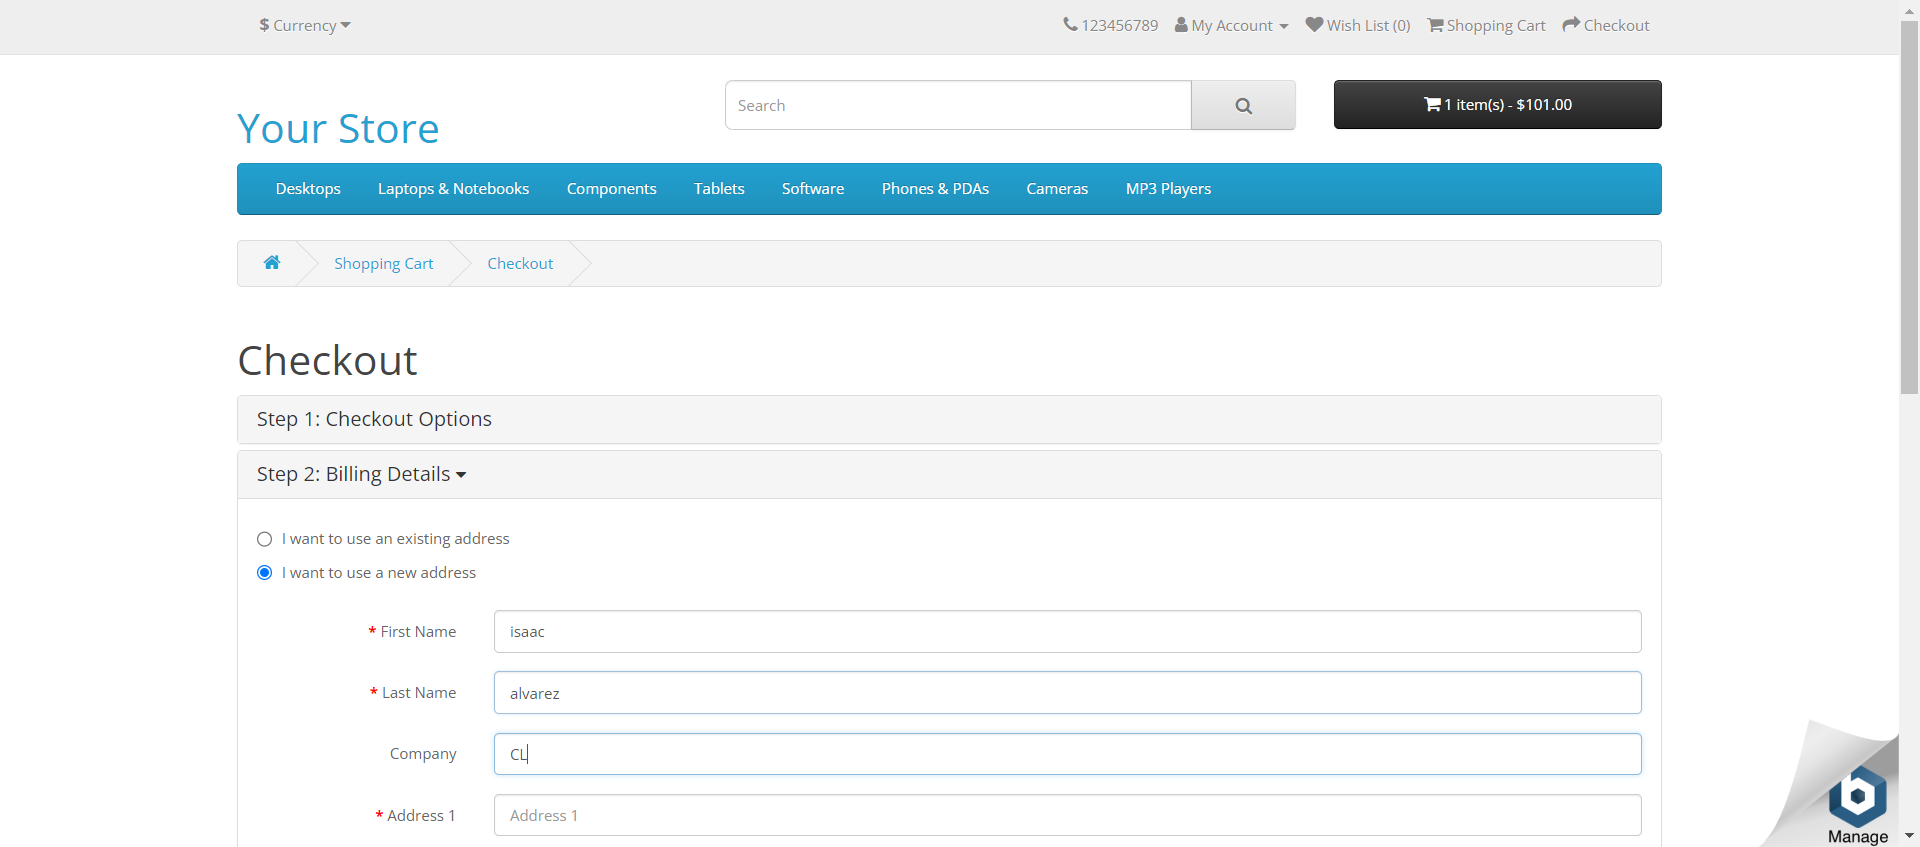 $ Currency
123456789 My Account Wish List (0) Shopping Cart Checkout
Your Store
Search
1 item(s) - $101.00
Desktops Laptops & Notebooks Components Tablets Software Phones & PDAs Cameras MP3 Players
Shopping Cart Checkout
Checkout
Step 1: Checkout Options
Step 2: Billing Details
I want to use an existing address
I want to use a new address
* First Name isaac
* Last Name alvarez
Company CL
* Address 1 Address 1
b
Manage